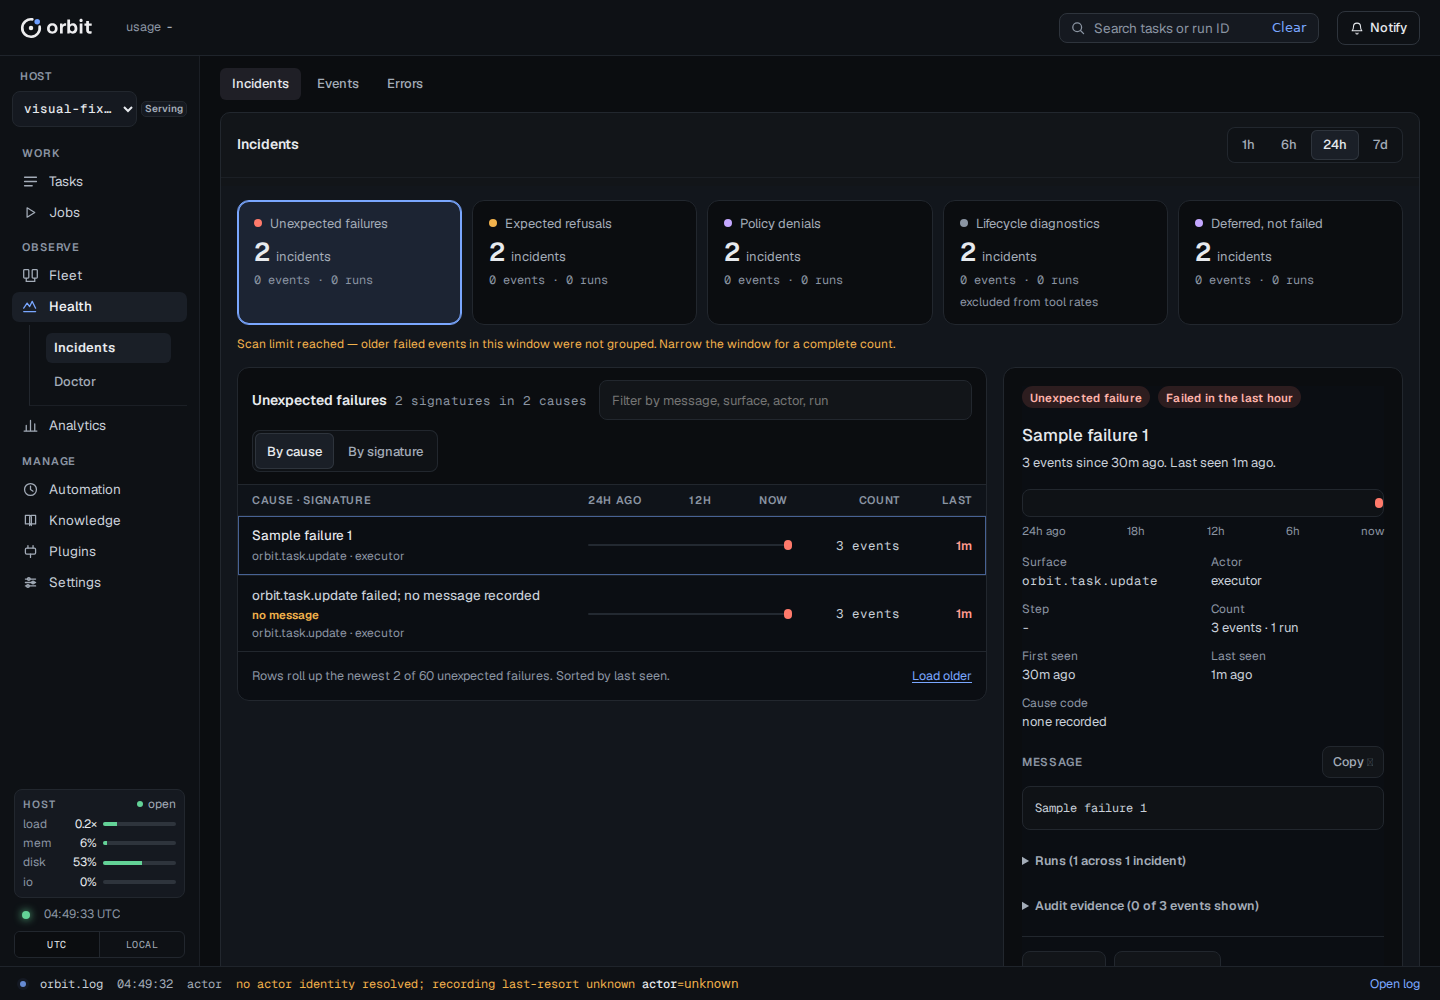 orbit
usage -
Search tasks or run ID
Clear
Notify
HOST
visual-fix…
Serving
WORK
Tasks
Jobs
OBSERVE
Fleet
Health
Incidents
Doctor
Analytics
MANAGE
Automation
Knowledge
Plugins
Settings
HOST
open
load 0.2×
mem 6%
disk 53%
io 0%
04:49:33 UTC
UTC LOCAL
Incidents Events Errors
Incidents
1h 6h 24h 7d
Unexpected failures
2 incidents
0 events · 0 runs
Expected refusals
2 incidents
0 events · 0 runs
Policy denials
2 incidents
0 events · 0 runs
Lifecycle diagnostics
2 incidents
0 events · 0 runs
excluded from tool rates
Deferred, not failed
2 incidents
0 events · 0 runs
Scan limit reached — older failed events in this window were not grouped. Narrow the window for a complete count.
Unexpected failures 2 signatures in 2 causes
Filter by message, surface, actor, run
By cause By signature
CAUSE · SIGNATURE 24H AGO 12H NOW COUNT LAST
Sample failure 1
orbit.task.update · executor
3 events 1m
orbit.task.update failed; no message recorded
no message
orbit.task.update · executor
3 events 1m
Rows roll up the newest 2 of 60 unexpected failures. Sorted by last seen.
Load older
Unexpected failure Failed in the last hour
Sample failure 1
3 events since 30m ago. Last seen 1m ago.
24h ago 18h 12h 6h now
Surface Actor
orbit.task.update executor
Step Count
- 3 events · 1 run
First seen Last seen
30m ago 1m ago
Cause code
none recorded
MESSAGE
Copy
Sample failure 1
Runs (1 across 1 incident)
Audit evidence (0 of 3 events shown)
orbit.log 04:49:32 actor no actor identity resolved; recording last-resort unknown actor=unknown
Open log